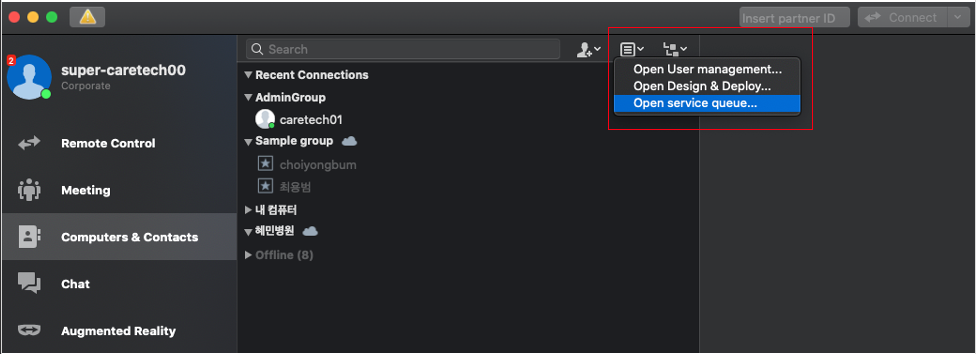 Insert partner ID
Connect
2
super-caretech00
Corporate
Remote Control
Meeting
Computers & Contacts
Chat
Augmented Reality
Search
Recent Connections
AdminGroup
caretech01
Sample group
choiyongbum
최용범
내 컴퓨터
혜민병원
Offline (8)
Open User management...
Open Design & Deploy...
Open service queue...